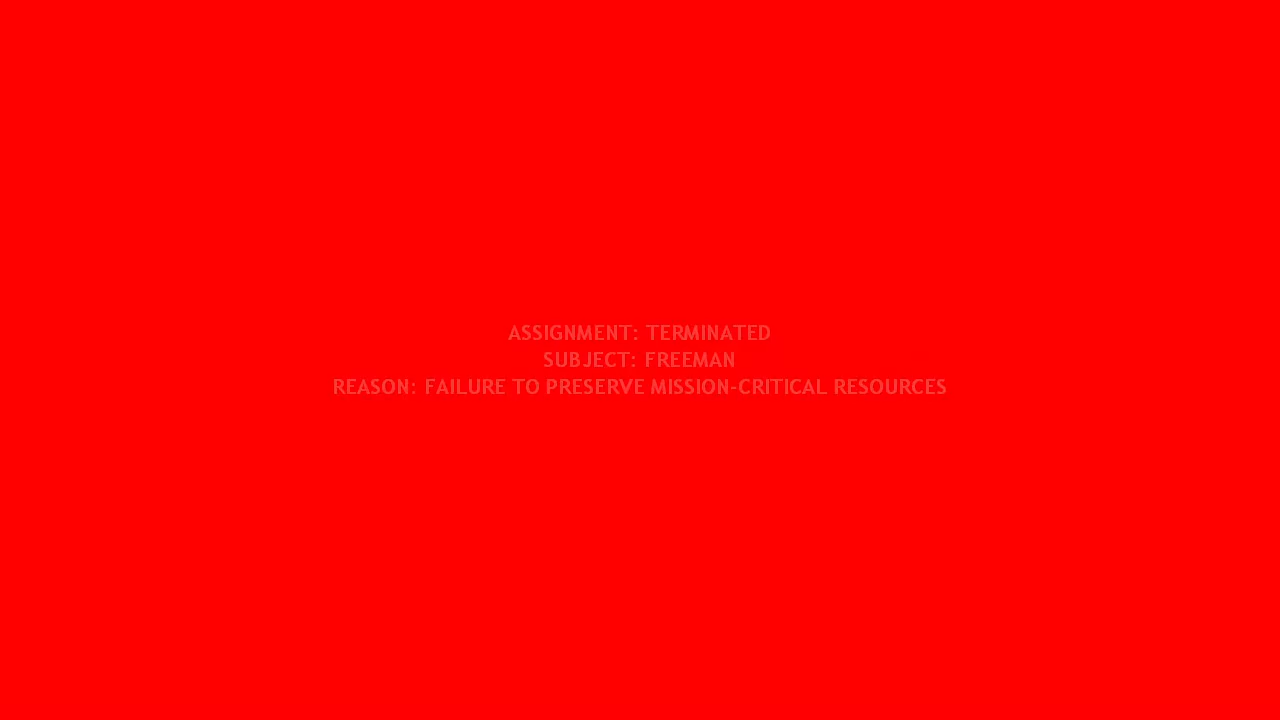 ASSIGNMENT: TERMINATED
SUBJECT: FREEMAN
REASON: FAILURE TO PRESERVE MISSION-CRITICAL RESOURCES